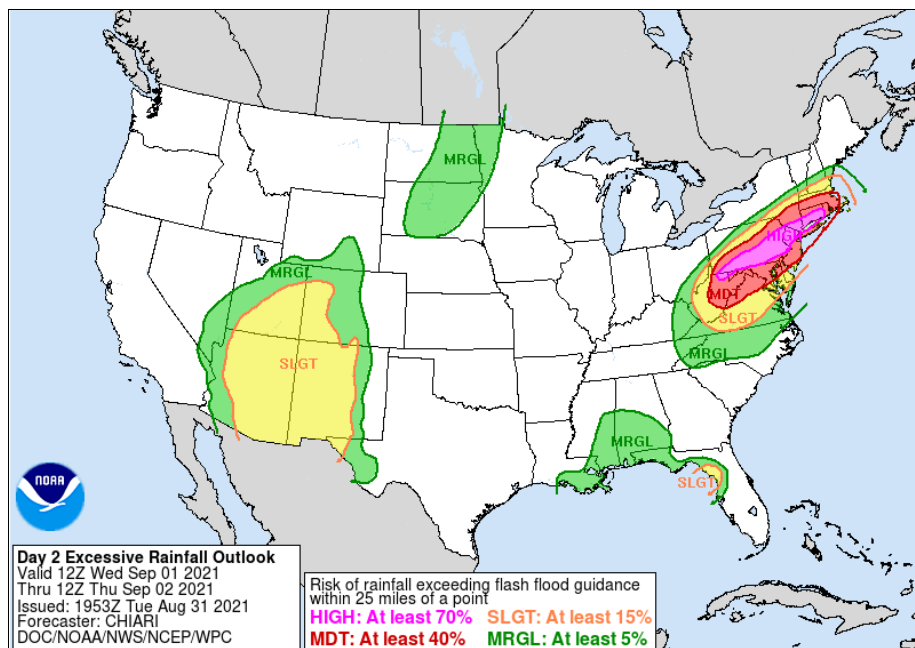 MRGL
HIGH
MRGL
MDT
SLGT
SLGT
MRGL
MRGL
SLGT
NOAA
Day 2 Excessive Rainfall Outlook
Valid 12Z Wed Sep 01 2021
Thru 12Z Thu Sep 02 2021
Issued: 1953Z Tue Aug 31 2021
Forecaster: CHIARI
DOC/NOAA/NWS/NCEP/WPC
Risk of rainfall exceeding flash flood guidance
within 25 miles of a point
HIGH: At least 70% SLGT: At least 15%
MDT: At least 40% MRGL: At least 5%